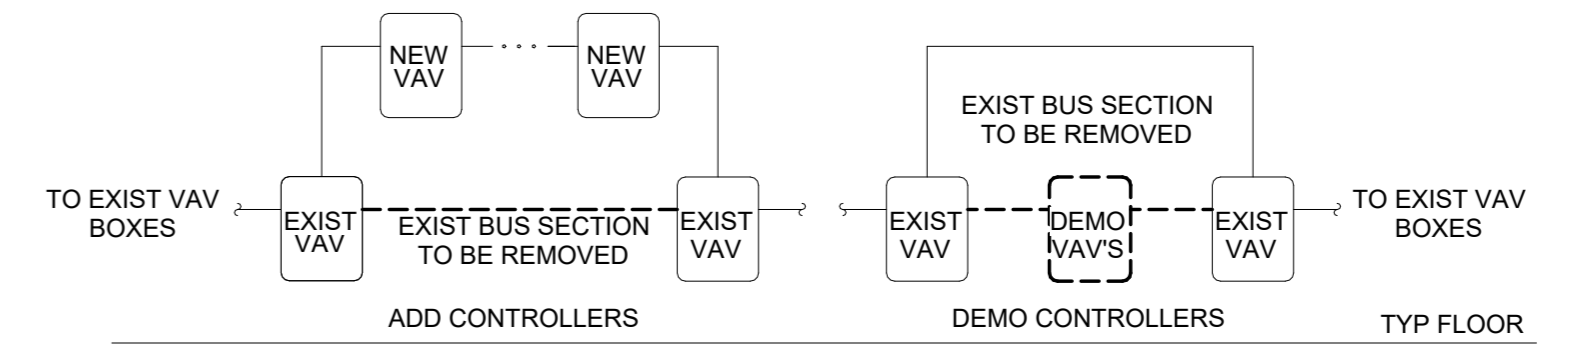 NEW
VAV
NEW
VAV
EXIST BUS SECTION
TO BE REMOVED
TO EXIST VAV
BOXES
EXIST
VAV
EXIST BUS SECTION
TO BE REMOVED
EXIST
VAV
EXIST
VAV
DEMO
VAV'S
EXIST
VAV
TO EXIST VAV
BOXES
ADD CONTROLLERS
DEMO CONTROLLERS
TYP FLOOR